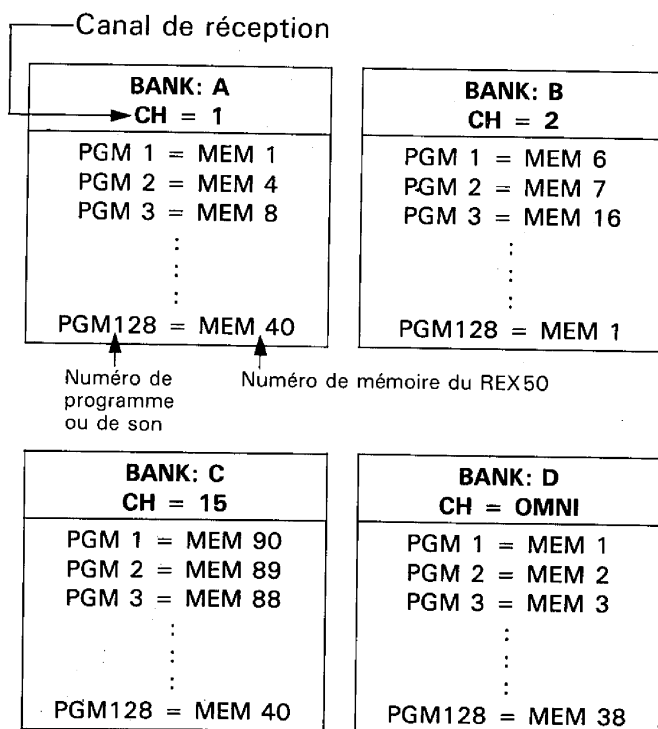 Canal de réception
BANK: A
CH = 1
PGM 1 = MEM 1
PGM 2 = MEM 4
PGM 3 = MEM 8
:
:
:
PGM128 = MEM 40
Numéro de
programme
ou de son
Numéro de mémoire du REX50
BANK: B
CH = 2
PGM 1 = MEM 6
PGM 2 = MEM 7
PGM 3 = MEM 16
:
:
:
PGM128 = MEM 1
BANK: C
CH = 15
PGM 1 = MEM 90
PGM 2 = MEM 89
PGM 3 = MEM 88
:
:
:
PGM128 = MEM 40
BANK: D
CH = OMNI
PGM 1 = MEM 1
PGM 2 = MEM 2
PGM 3 = MEM 3
:
:
:
PGM128 = MEM 38